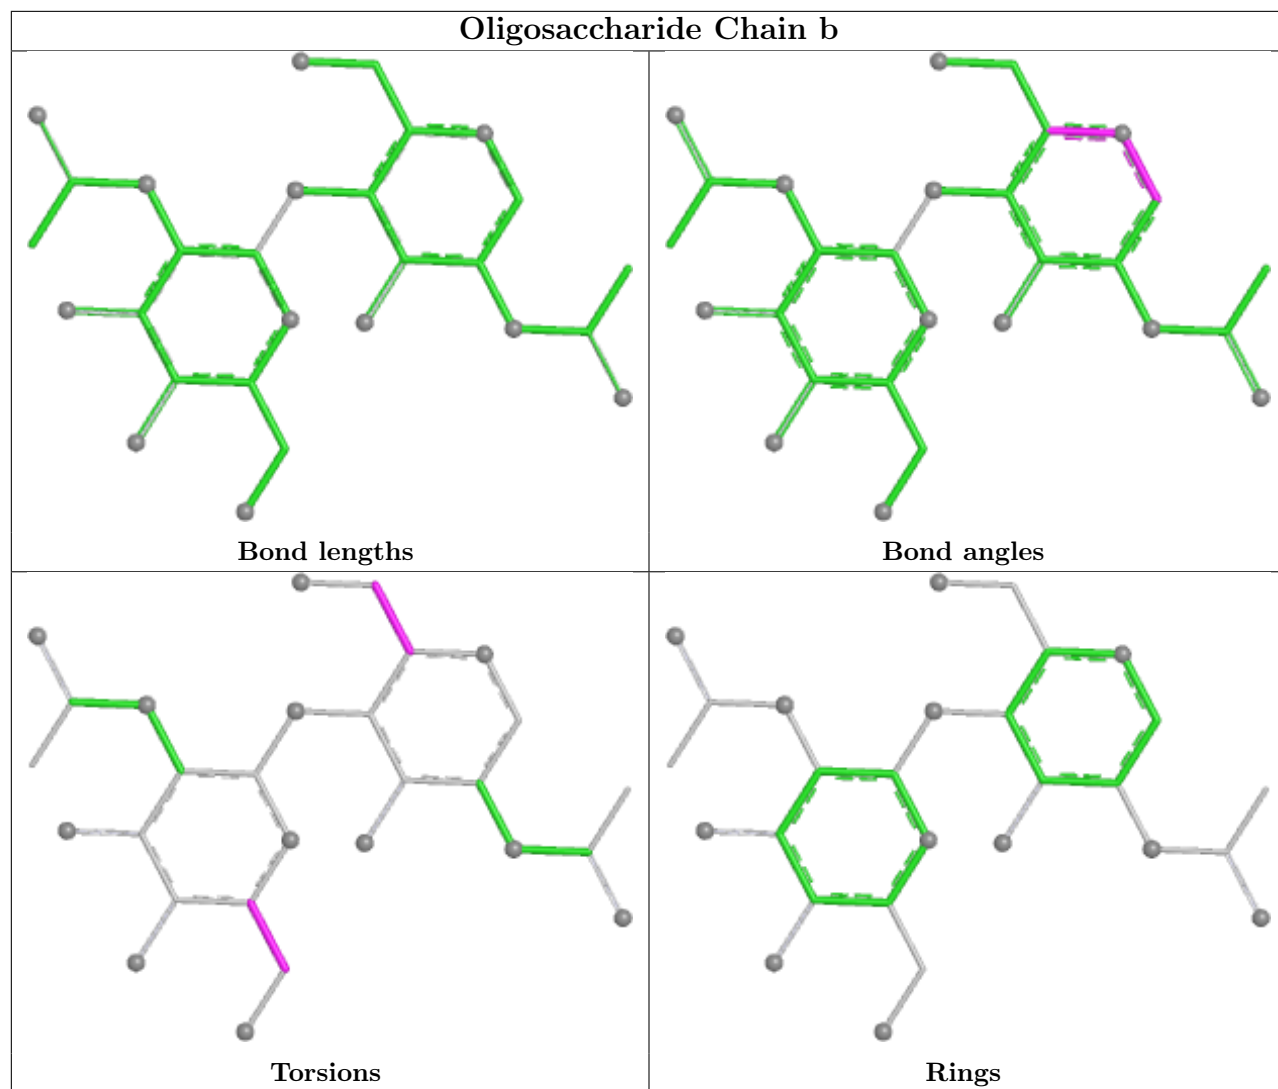 Oligosaccharide Chain b
Bond lengths
Bond angles
Torsions
Rings